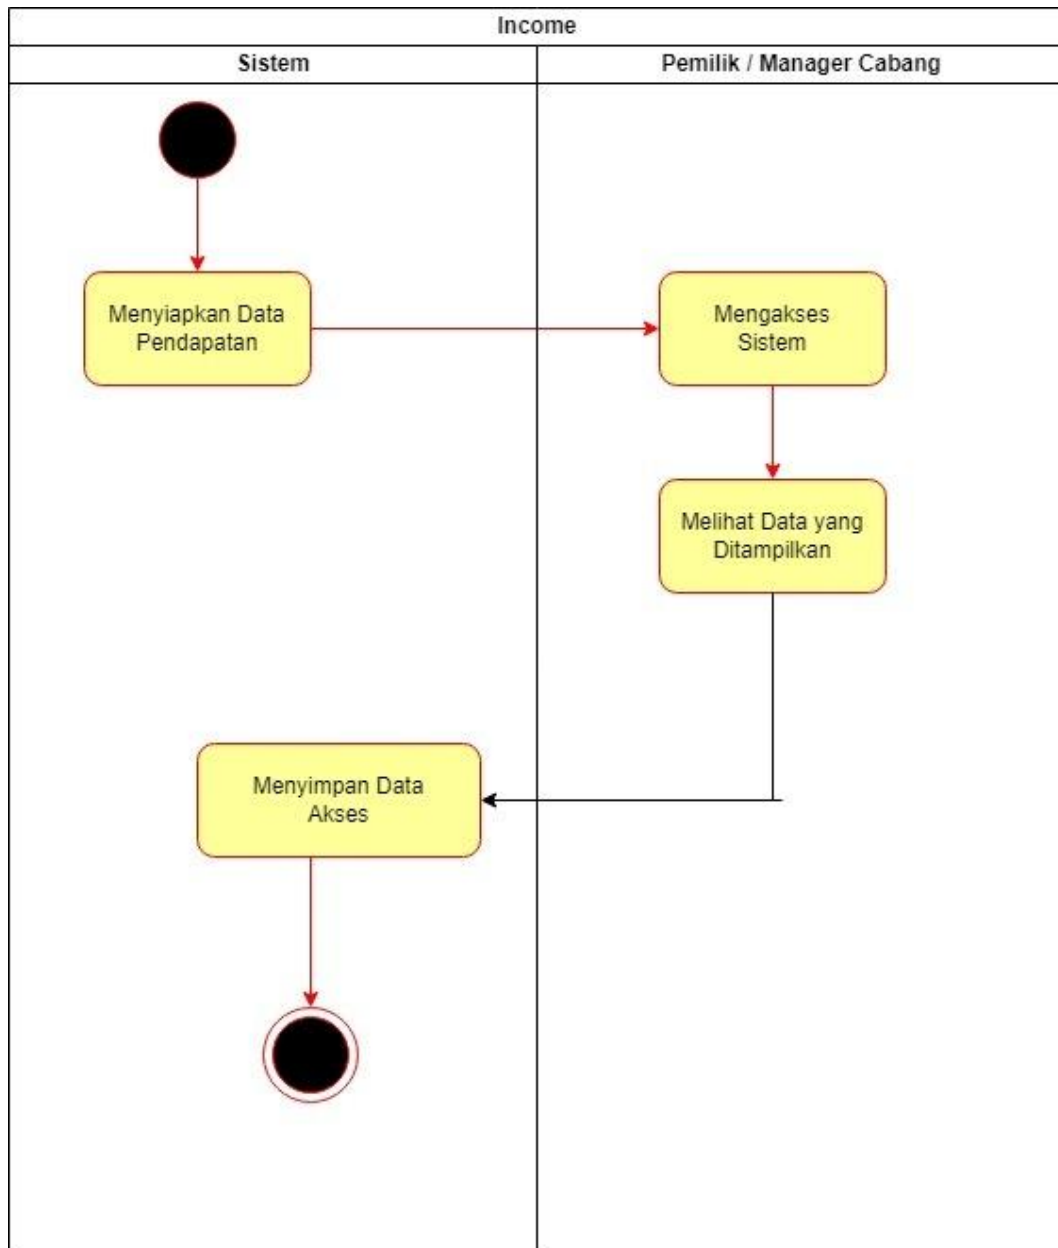 Income
Sistem
Pemilik / Manager Cabang
Menyiapkan Data
Pendapatan
Mengakses
Sistem
Melihat Data yang
Ditampilkan
Menyimpan Data
Akses